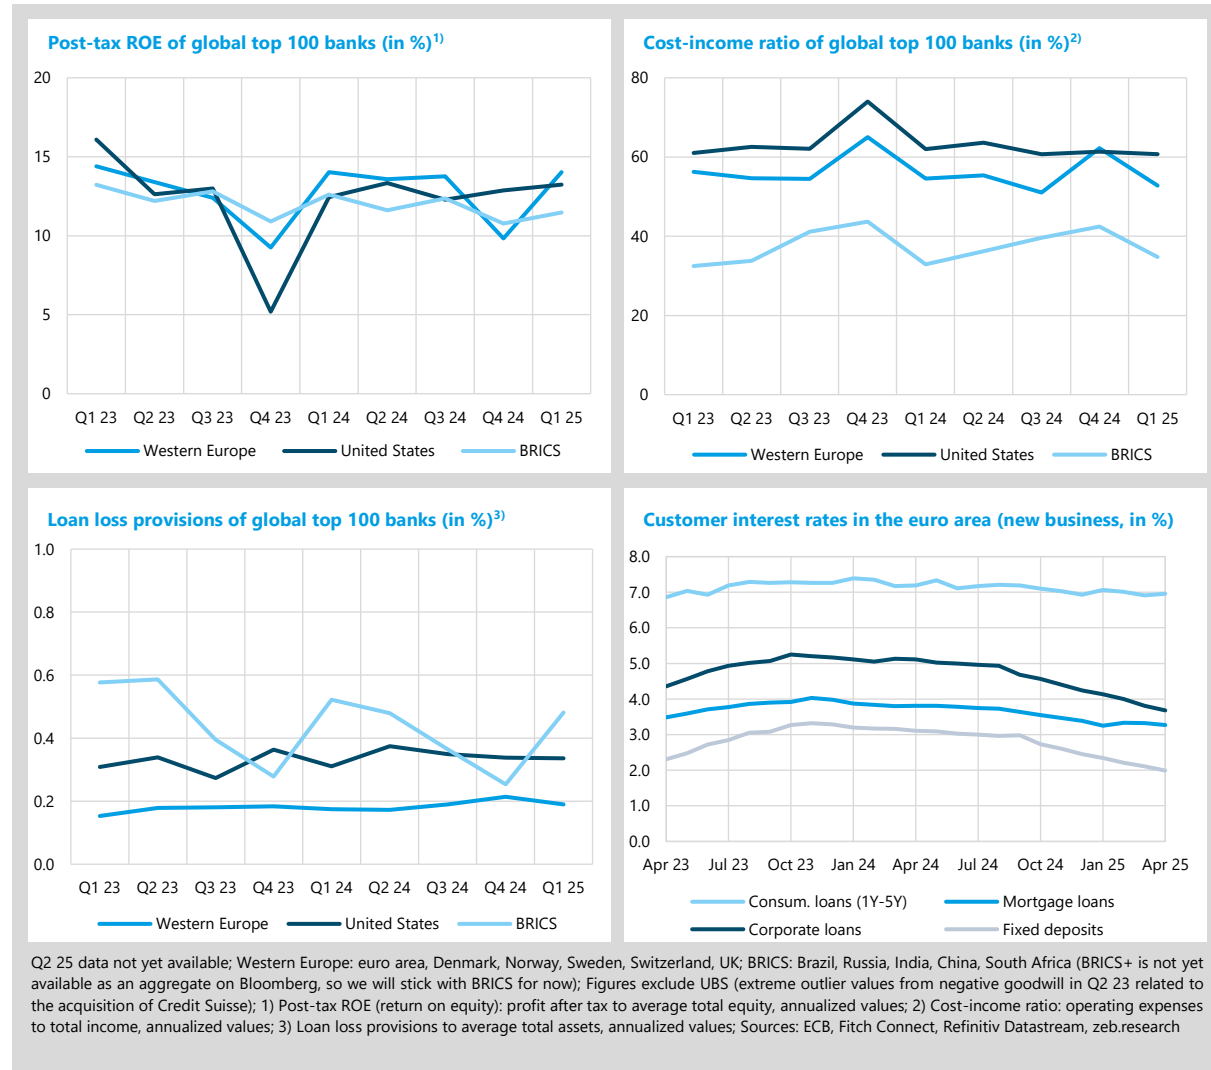 Post-tax ROE of global top 100 banks (in %)1)
20
15
10
5
0
Q1 23 Q2 23 Q3 23 Q4 23 Q1 24 Q2 24 Q3 24 Q4 24 Q1 25
Western Europe United States BRICS
Cost-income ratio of global top 100 banks (in %)2)
80
60
40
20
0
Q1 23 Q2 23 Q3 23 Q4 23 Q1 24 Q2 24 Q3 24 Q4 24 Q1 25
Western Europe United States BRICS
Loan loss provisions of global top 100 banks (in %)3)
1.0
0.8
0.6
0.4
0.2
0.0
Q1 23 Q2 23 Q3 23 Q4 23 Q1 24 Q2 24 Q3 24 Q4 24 Q1 25
Western Europe United States BRICS
Customer interest rates in the euro area (new business, in %)
8.0
7.0
6.0
5.0
4.0
3.0
2.0
1.0
0.0
Apr 23 Jul 23 Oct 23 Jan 24 Apr 24 Jul 24 Oct 24 Jan 25 Apr 25
Consum. loans (1Y-5Y) Mortgage loans
Corporate loans Fixed deposits
Q2 25 data not yet available; Western Europe: euro area, Denmark, Norway, Sweden, Switzerland, UK; BRICS: Brazil, Russia, India, China, South Africa (BRICS+ is not yet
available as an aggregate on Bloomberg, so we will stick with BRICS for now); Figures exclude UBS (extreme outlier values from negative goodwill in Q2 23 related to
the acquisition of Credit Suisse); 1) Post-tax ROE (return on equity): profit after tax to average total equity, annualized values; 2) Cost-income ratio: operating expenses
to total income, annualized values; 3) Loan loss provisions to average total assets, annualized values; Sources: ECB, Fitch Connect, Refinitiv Datastream, zeb.research